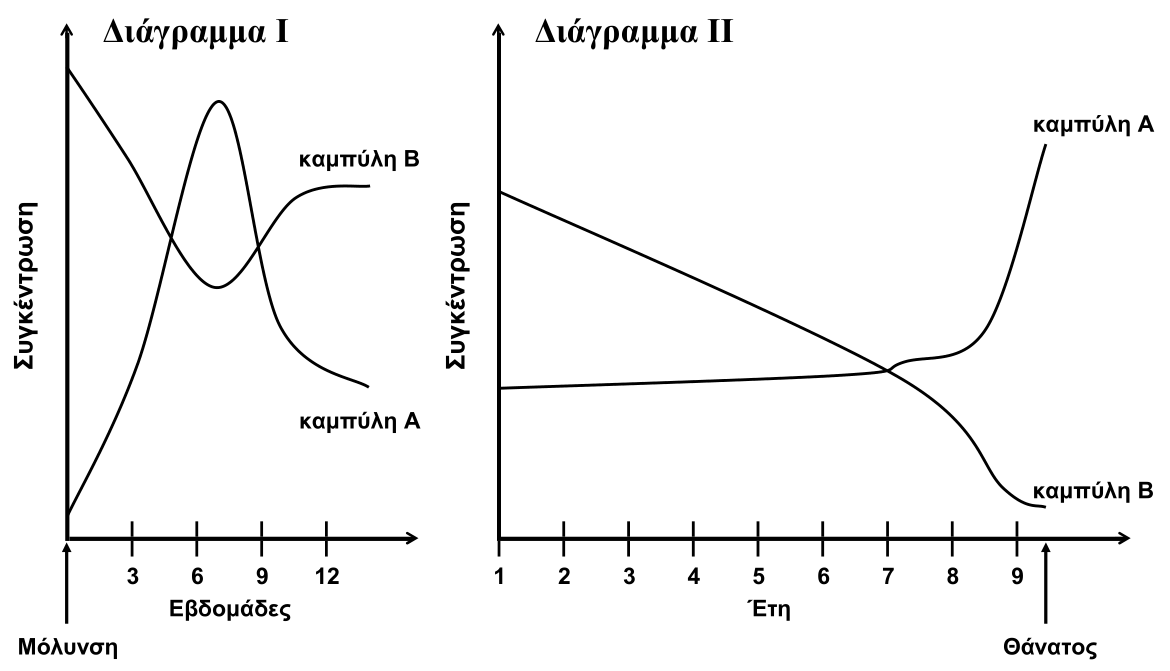 Διάγραμμα I
Συγκέντρωση
καμπύλη B
καμπύλη A
3 6 9 12
Εβδομάδες
Μόλυνση
Διάγραμμα II
Συγκέντρωση
καμπύλη A
καμπύλη B
1 2 3 4 5 6 7 8 9
Έτη
Θάνατος